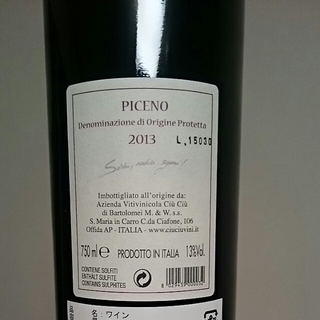 PICENO
Denominazione di Origine Protetta
2013
L.15030
Imbottigliato all'origine da:
Azienda Vitivinicola Ciù Ciù
di Bartolomei M. & W. s.s.
S. Maria in Carro C.da Ciafone, 106
Offida AP - ITALIA - www.ciuciuvini.it
750 ml e PRODOTTO IN ITALIA 13%Vol.
CONTIENE SOLFITI
ENTHÄLT SULFITE
CONTAINS SULPHITES
ワイン